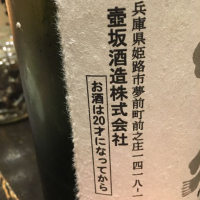 兵庫県姫路市夢前町前之庄一四一八-一
壺坂酒造株式会社
お酒は20才になってから